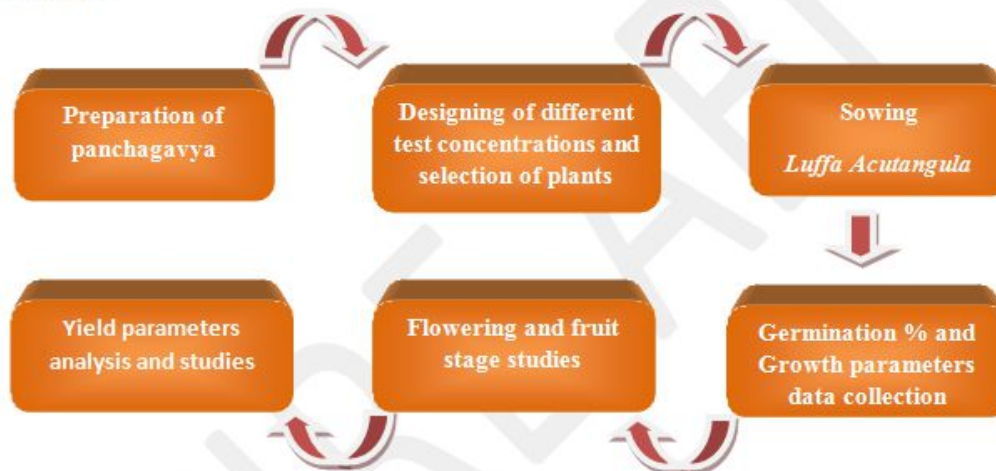 Preparation of
panchagavya
Designing of different
test concentrations and
selection of plants
Sowing
Luffa Acutangula
Germination % and
Growth parameters
data collection
Flowering and fruit
stage studies
Yield parameters
analysis and studies